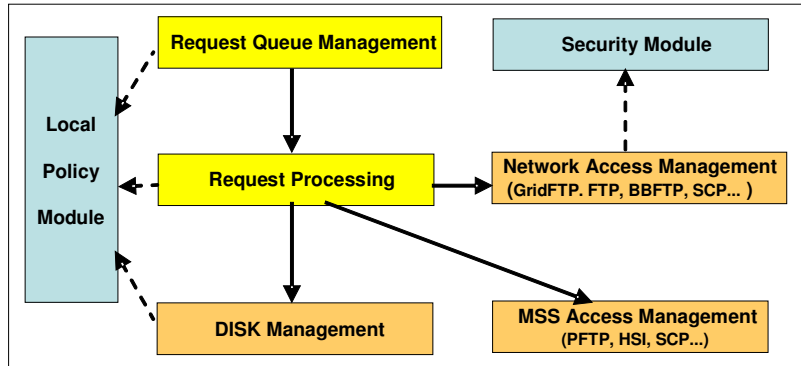 Request Queue Management
Security Module
Local
Policy
Module
Request Processing
Network Access Management
(GridFTP. FTP, BBFTP, SCP... )
DISK Management
MSS Access Management
(PFTP, HSI, SCP...)